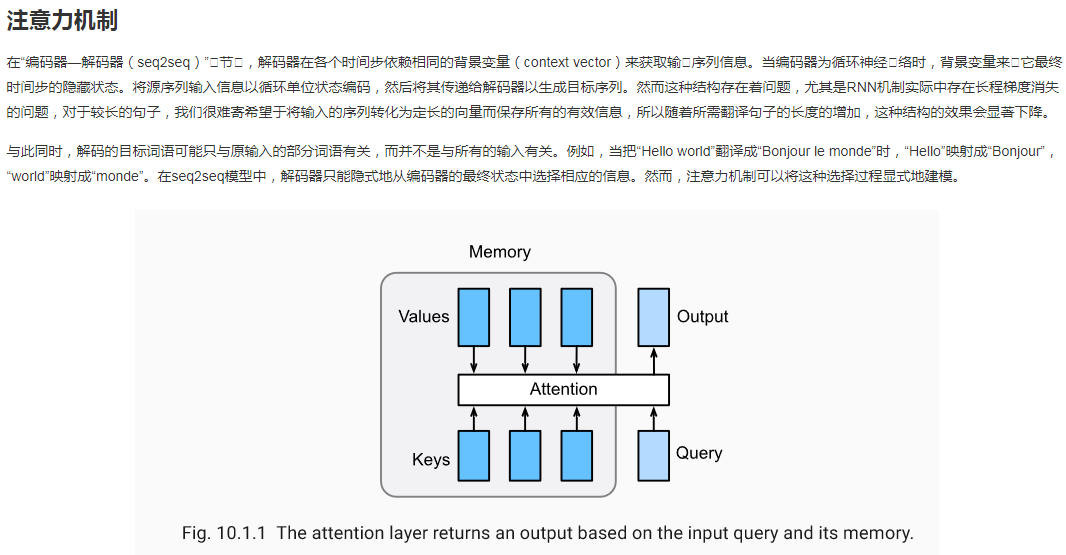 注意力机制
在“编码器—解码器（seq2seq）”□节□，解码器在各个时间步依赖相同的背景变量（context vector）来获取输□序列信息。当编码器为循环神经□络时，背景变量来□它最终
时间步的隐藏状态。将源序列输入信息以循环单位状态编码，然后将其传递给解码器以生成目标序列。然而这种结构存在着问题，尤其是RNN机制实际中存在长程梯度消失
的问题，对于较长的句子，我们很难寄希望于将输入的序列转化为定长的向量而保存所有的有效信息，所以随着所需翻译句子的长度的增加，这种结构的效果会显著下降。
与此同时，解码的目标词语可能只与原输入的部分词语有关，而并不是与所有的输入有关。例如，当把“Hello world”翻译成“Bonjour le monde”时，“Hello”映射成“Bonjour”，
“world”映射成“monde”。在seq2seq模型中，解码器只能隐式地从编码器的最终状态中选择相应的信息。然而，注意力机制可以将这种选择过程显式地建模。
Memory
Values
Output
Attention
Keys
Query
Fig. 10.1.1 The attention layer returns an output based on the input query and its memory.